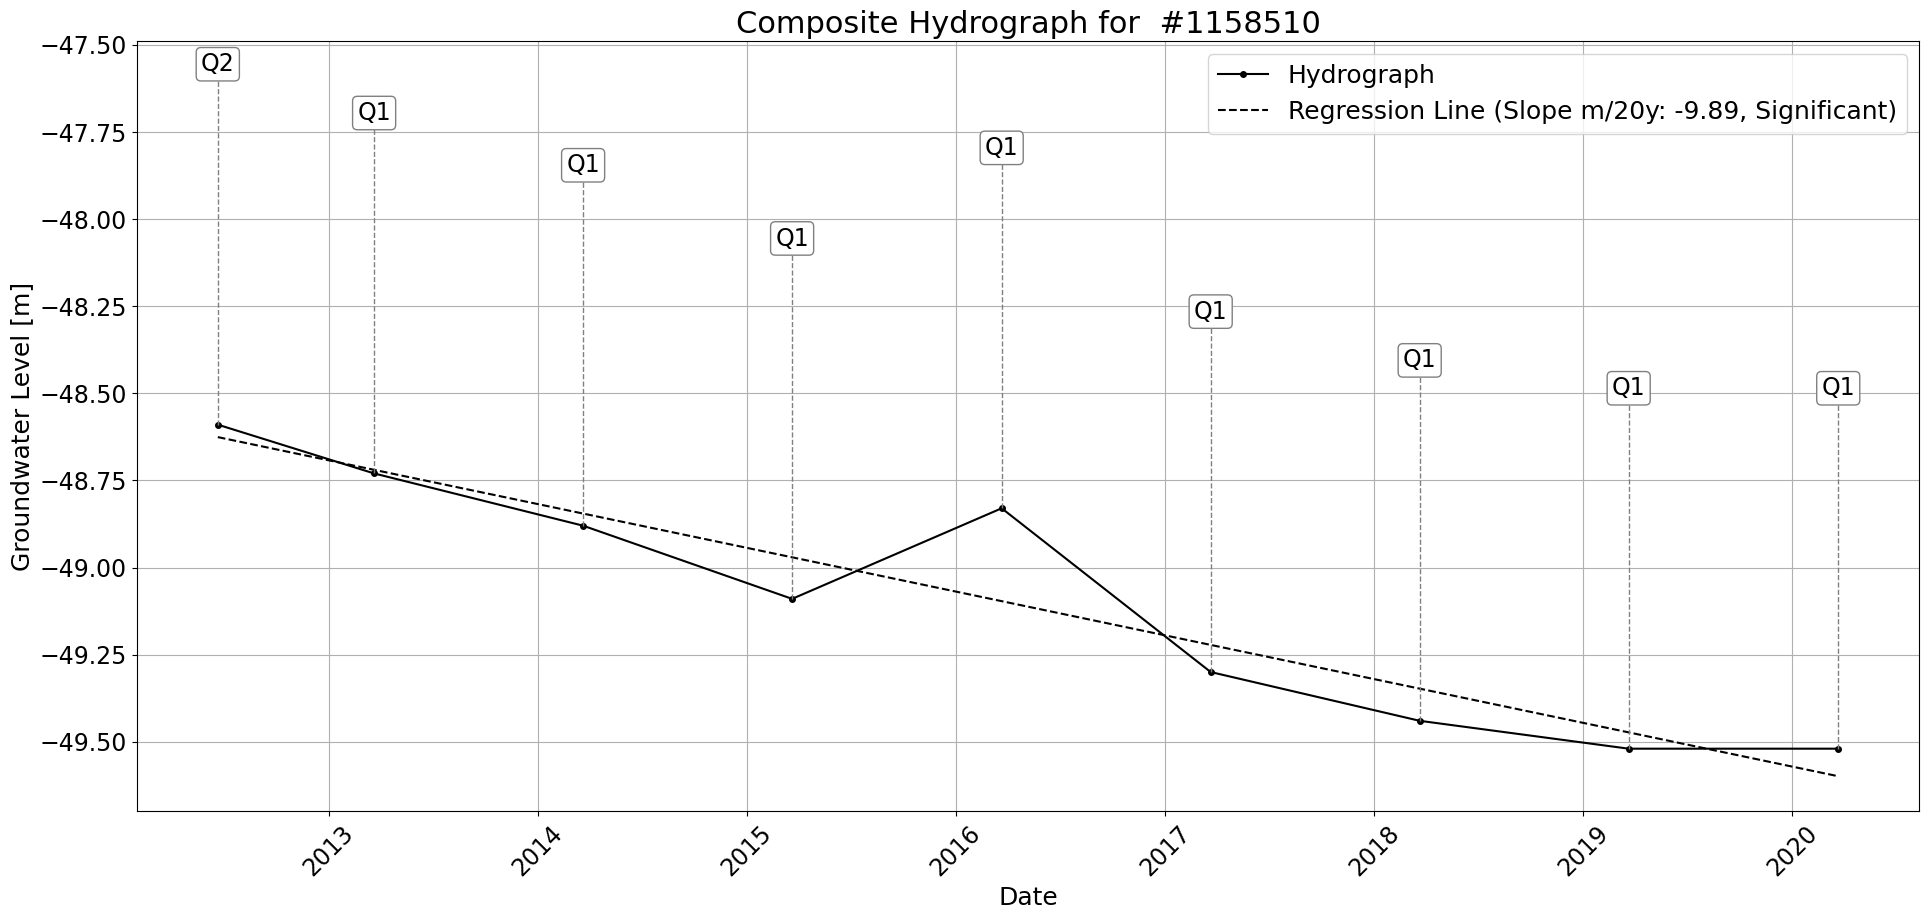 Composite Hydrograph for #1158510
Hydrograph
Regression Line (Slope m/20y: -9.89, Significant)
Groundwater Level [m]
−47.50
−47.75
−48.00
−48.25
−48.50
−48.75
−49.00
−49.25
−49.50
Q2
Q1
Q1
Q1
Q1
Q1
Q1
Q1
Q1
2013
2014
2015
2016
2017
2018
2019
2020
Date